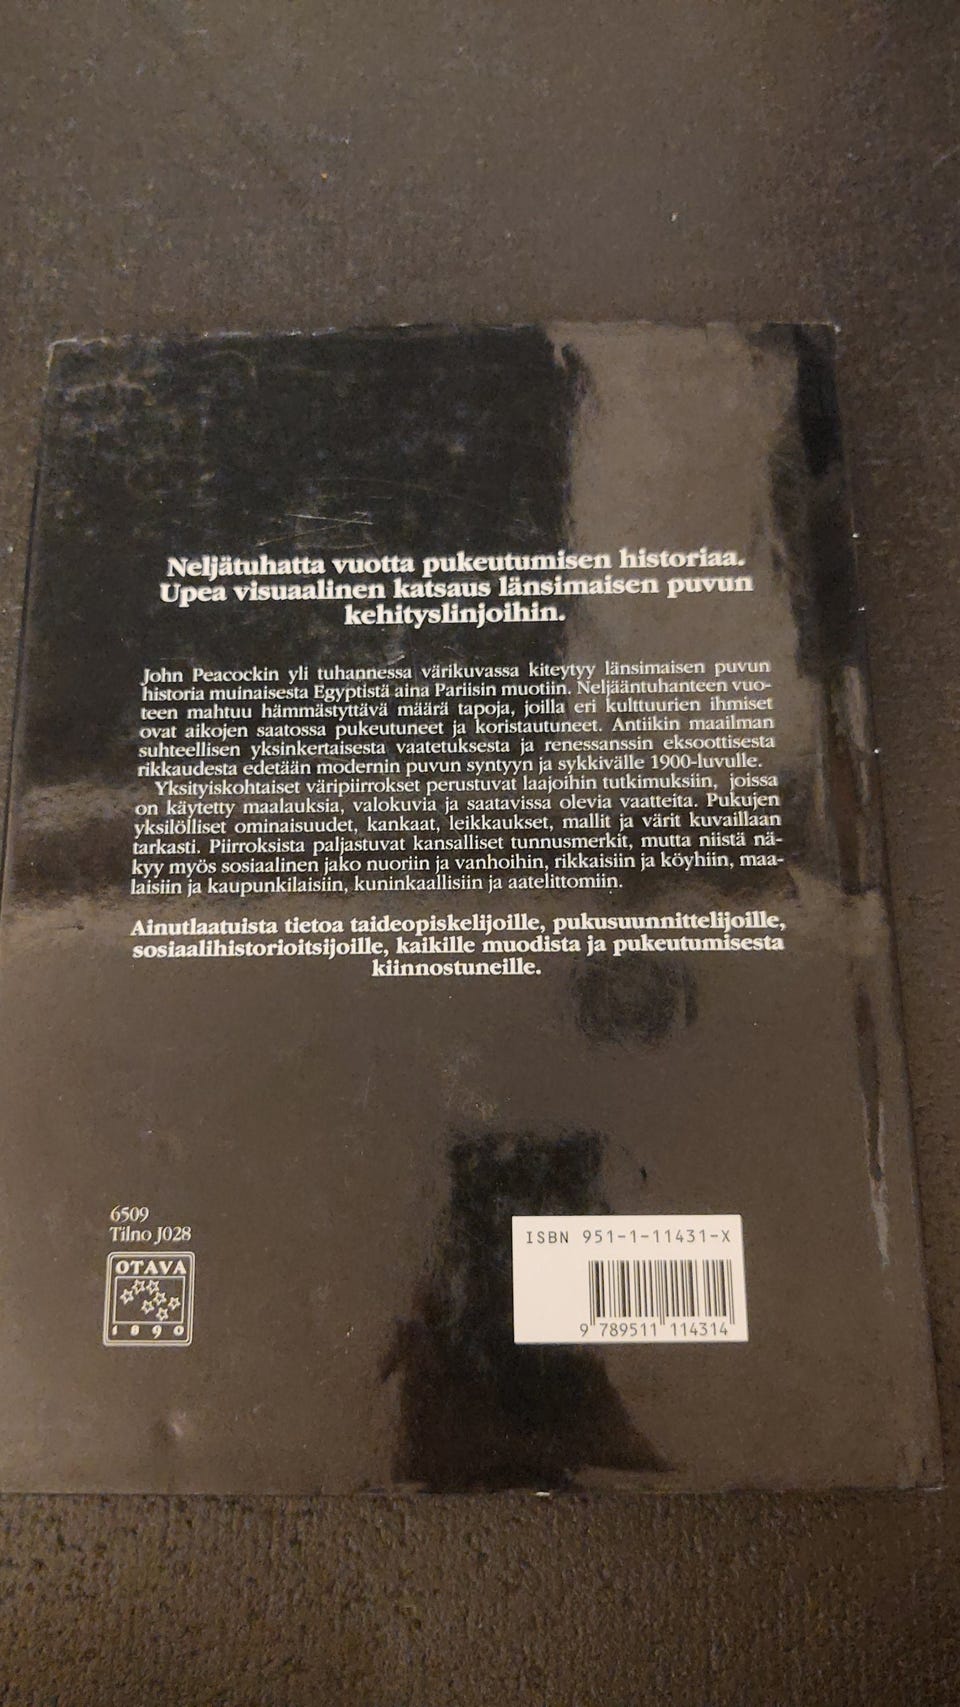 Neljätuhatta vuotta pukeutumisen historiaa.
Upea visuaalinen katsaus länsimaisen puvun
kehityslinjoihin.
John Peacockin yli tuhannessa värikuvassa kiteytyy länsimaisen puvun
historia muinaisesta Egyptistä aina Pariisin muotiin. Neljääntuhanteen vuo-
teen mahtuu hämmästyttävä määrä tapoja, joilla eri kulttuurien ihmiset
ovat aikojen saatossa pukeutuneet ja koristautuneet. Antiikin maailman
suhteellisen yksinkertaisesta vaatetuksesta ja renessanssin eksoottisesta
rikkaudesta edetään modernin puvun syntyyn ja sykkivälle 1900-luvulle.
Yksityiskohtaiset väripiirrokset perustuvat laajoihin tutkimuksiin, joissa
on käytetty maalauksia, valokuvia ja saatavissa olevia vaatteita. Pukujen
yksilölliset ominaisuudet, kankaat, leikkaukset, mallit ja värit kuvaillaan
tarkasti. Piirroksista paljastuvat kansalliset tunnusmerkit, mutta niistä nä-
kyy myös sosiaalinen jako nuoriin ja vanhoihin, rikkaisiin ja köyhiin, maa-
laisiin ja kaupunkilaisiin, kuninkaallisiin ja aatelittomiin.
Ainutlaatuista tietoa taideopiskelijoille, pukusuunnittelijoille,
sosiaalihistorioitsijoille, kaikille muodista ja pukeutumisesta
kiinnostuneille.
6509
Tilno J028
OTAVA
1890
ISBN 951-1-11431-X
9 789511 114314